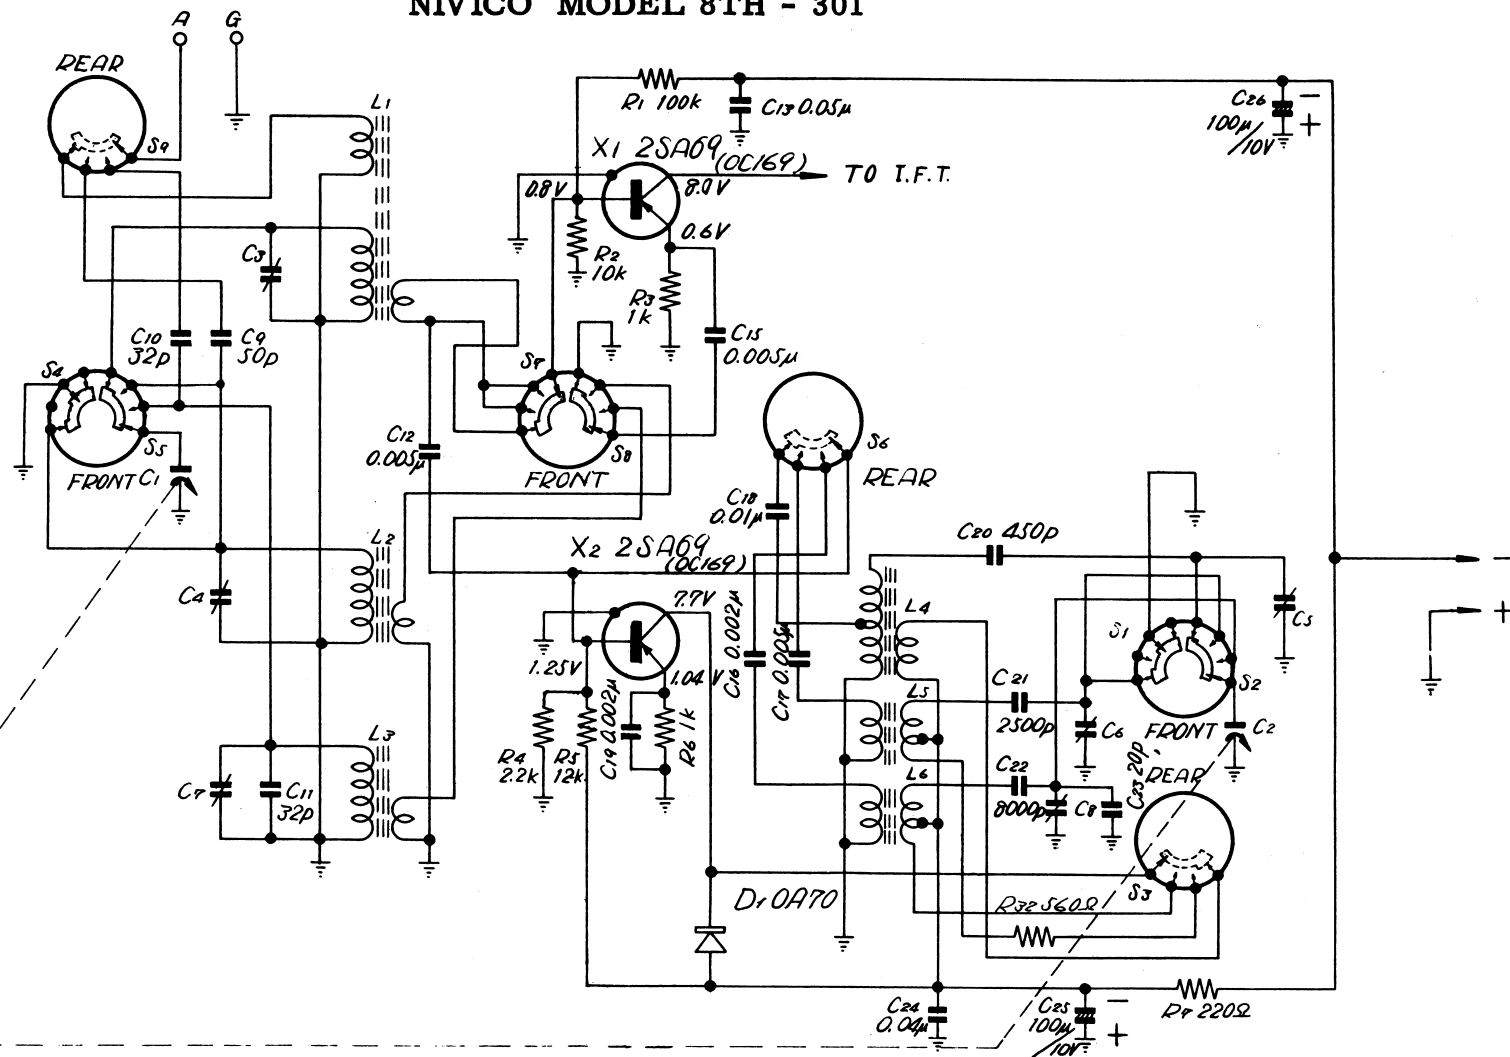 NIVICO MODEL 8TH - 301
A G
REAR
S9
L1
R1 100k
C13 0.05μ
C26
100μ
/10V
−
+
X1 2SA69
(OC169)
TO I.F.T.
0.8V
8.0V
0.6V
R2
10k
R3
1k
C3
C10
32p
C9
50p
C15
0.005μ
S4
S5
FRONT
C1
S7
S8
FRONT
C12
0.005μ
S6
REAR
C18
0.01μ
C20 450p
−
+
X2 2SA69
(OC169)
L2
C4
7.7V
1.25V
1.04V
C16 0.002μ
C17 0.005μ
L4
S1
S2
FRONT
C5
C2
L5
C21
2500p
C6
R4
2.2k
R5
12k
C19 0.002μ
R6 1k
L3
C7
C11
32p
L6
C22
8000p
C8
C23 20p
REAR
S3
D1 OA70
R32 560Ω
C24
0.04μ
C25
100μ
/10V
−
+
R7 220Ω